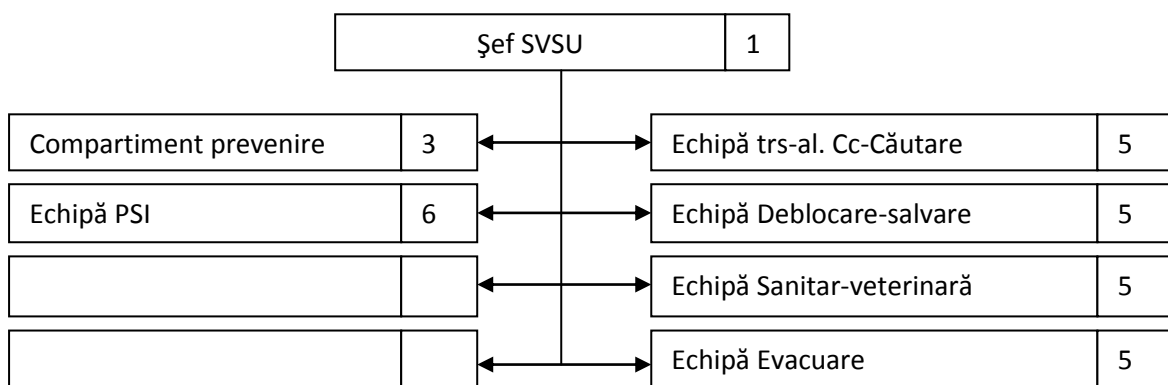 Şef SVSU 1
Compartiment prevenire 3 Echipă trs-al. Cc-Căutare 5
Echipă PSI 6 Echipă Deblocare-salvare 5
Echipă Sanitar-veterinară 5
Echipă Evacuare 5